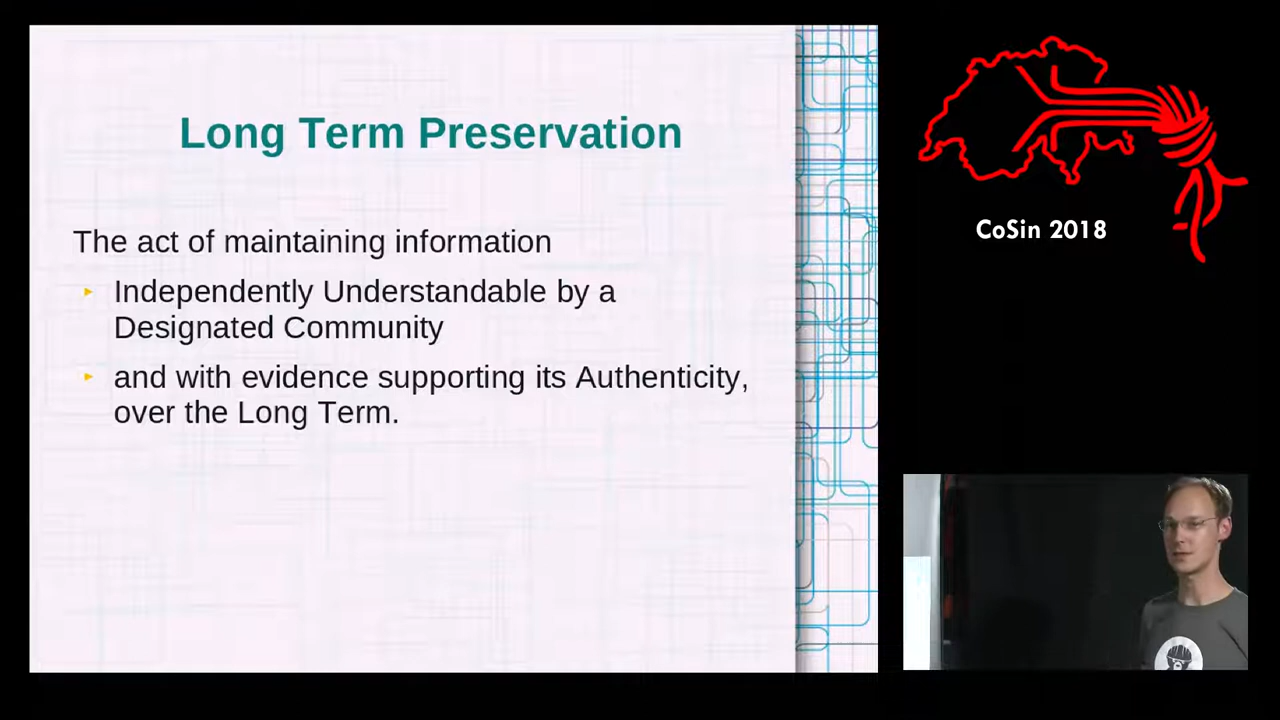 Long Term Preservation
The act of maintaining information
Independently Understandable by a
Designated Community
and with evidence supporting its Authenticity,
over the Long Term.
CoSin 2018